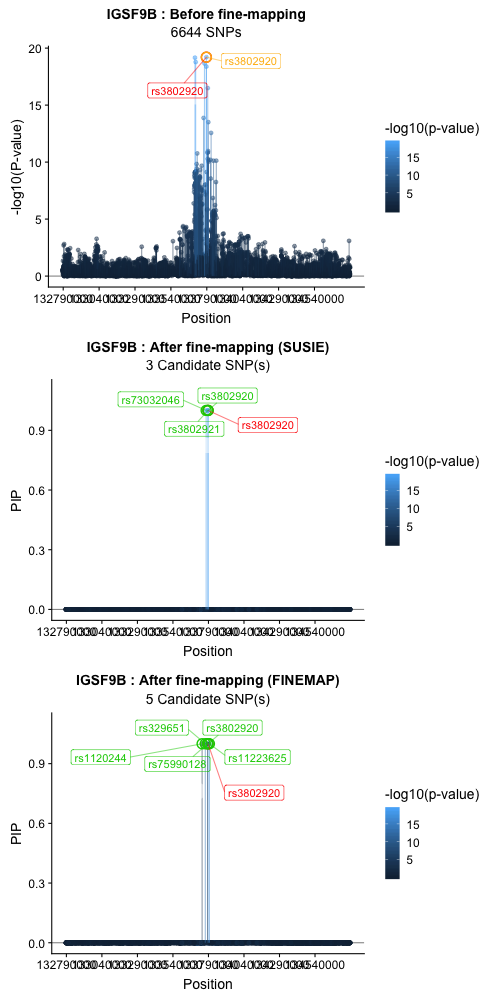 IGSF9B : Before fine-mapping
6644 SNPs
20
15
10
5
0
-log10(P-value)
rs3802920
rs3802920
Position
-log10(p-value)
15
10
5
IGSF9B : After fine-mapping (SUSIE)
3 Candidate SNP(s)
0.9
0.6
0.3
0.0
PIP
rs73032046
rs3802920
rs3802921
rs3802920
Position
-log10(p-value)
15
10
5
IGSF9B : After fine-mapping (FINEMAP)
5 Candidate SNP(s)
0.9
0.6
0.3
0.0
PIP
rs329651
rs3802920
rs1120244
rs75990128
rs11223625
rs3802920
Position
-log10(p-value)
15
10
5